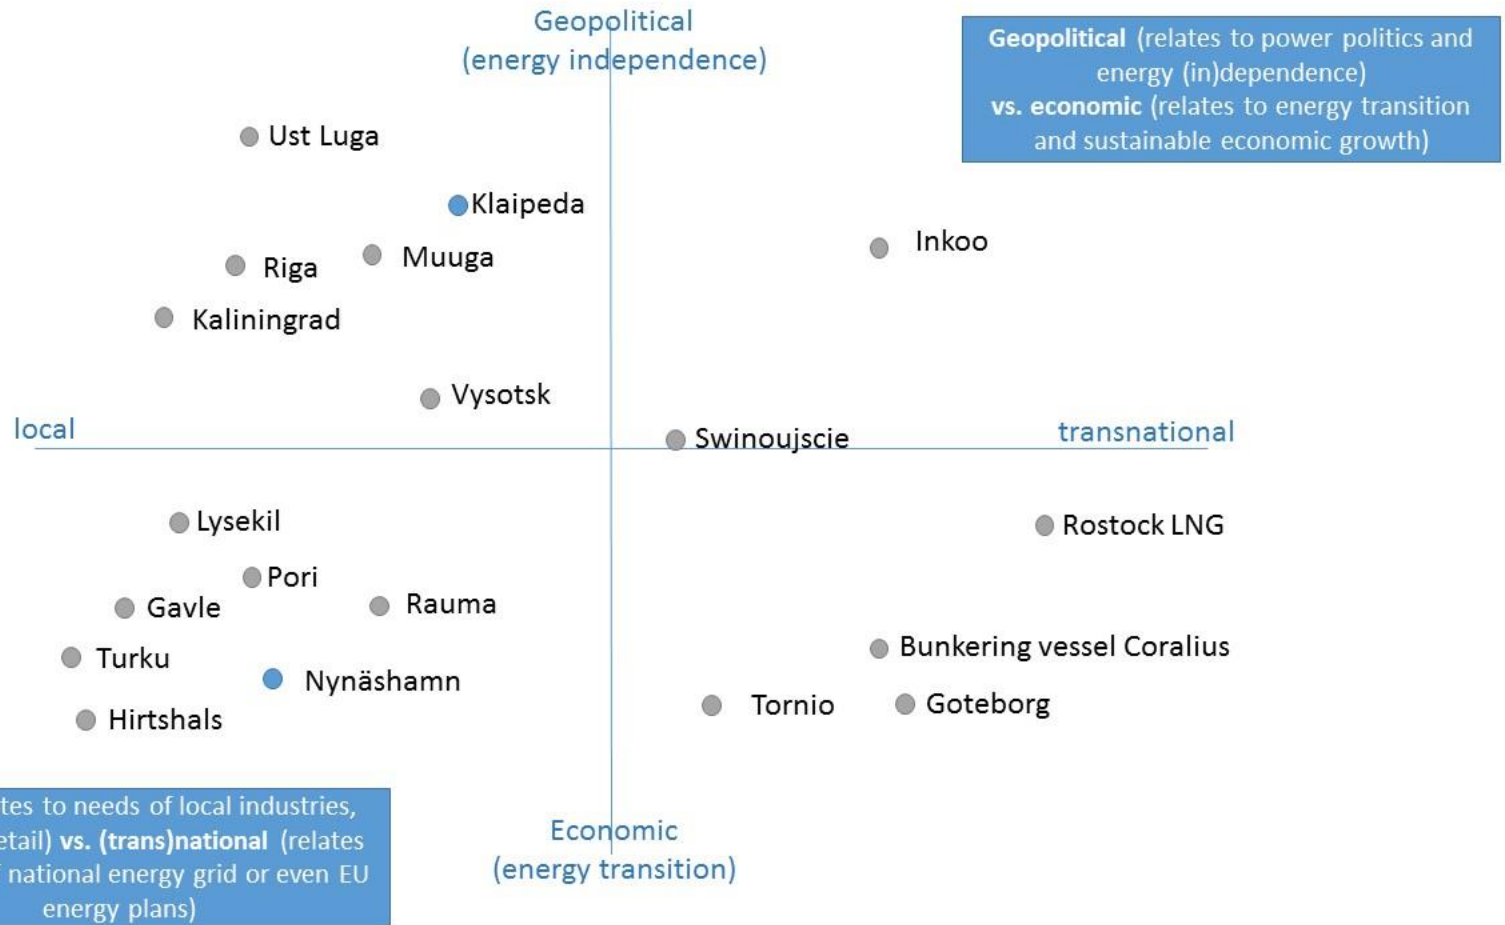 Geopolitical
(energy independence)
Geopolitical (relates to power politics and
energy (in)dependence)
vs. economic (relates to energy transition
and sustainable economic growth)
Ust Luga
Klaipeda
Inkoo
Muuga
Riga
Kaliningrad
Vysotsk
local
transnational
Swinoujscie
Lysekil
Rostock LNG
Pori
Gavle
Rauma
Turku
Bunkering vessel Coralius
Nynäshamn
Tornio
Goteborg
Hirtshals
to needs of local industries,
vs. (trans)national (relates
national energy grid or even EU
energy plans)
Economic
(energy transition)